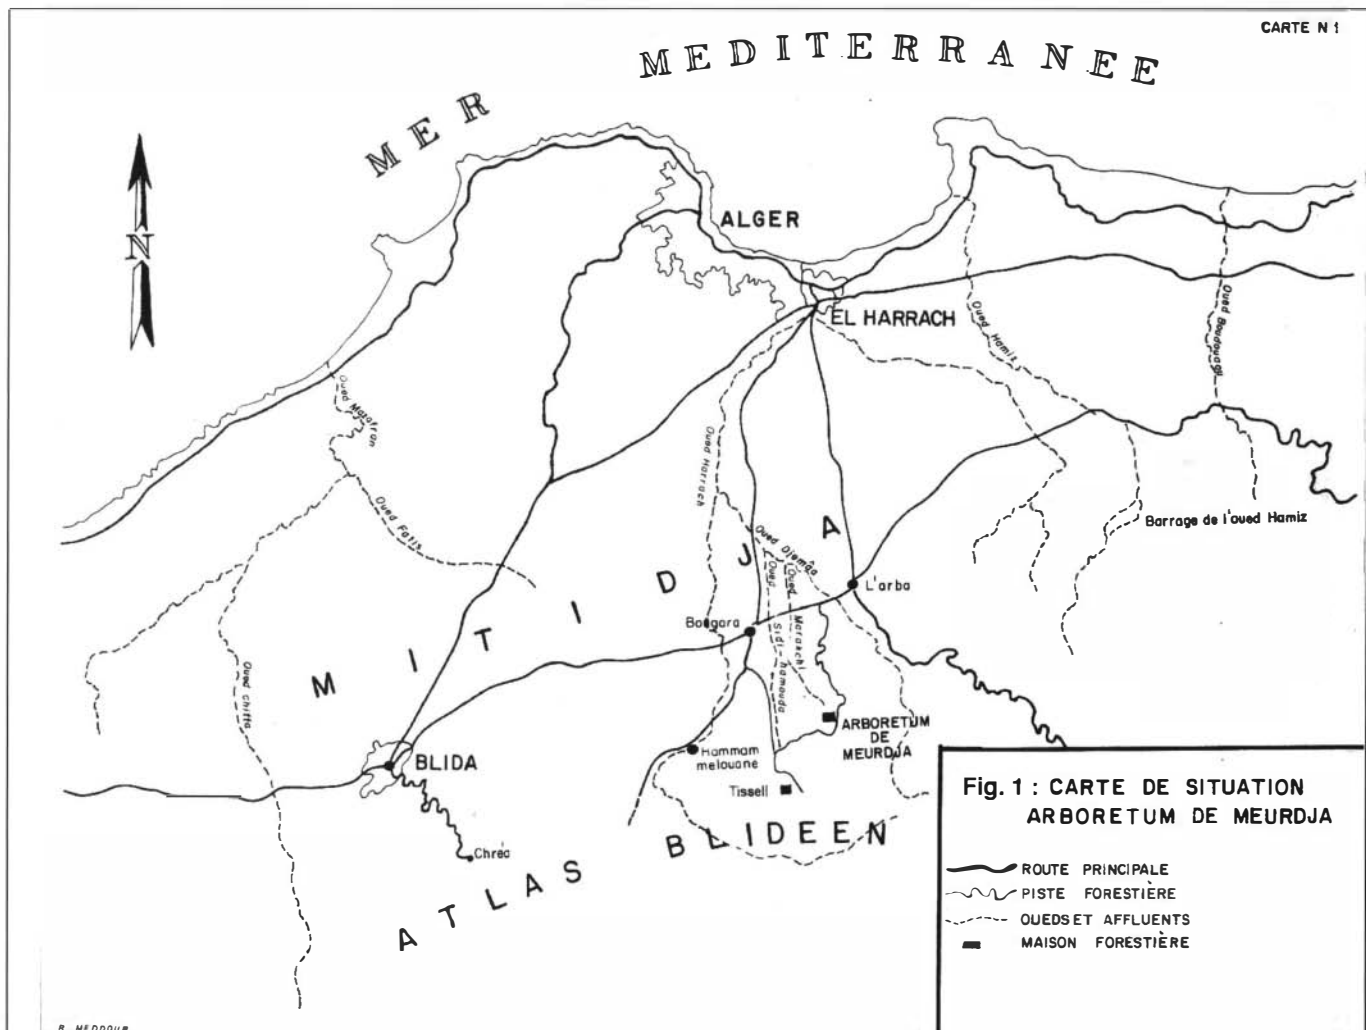 CARTE N 1
MER MEDITERRANEE
N
ALGER
EL HARRACH
Oued Hamiz
Oued Boudouaou
Oued Mazafran
Oued Fatis
Oued Harrach
Oued Djemâa
Barrage de l'oued Hamiz
MITIDJA
L'arba
Bougara
Oued
Sidi-hamouda
Oued
Oued chiffa
ARBORETUM
DE
MEURDJA
Hammam
melouane
BLIDA
Tissell
Chréa
ATLAS BLIDEEN
Fig. 1 : CARTE DE SITUATION
ARBORETUM DE MEURDJA
ROUTE PRINCIPALE
PISTE FORESTIÈRE
OUEDS ET AFFLUENTS
MAISON FORESTIÈRE
R. MEDDOUR